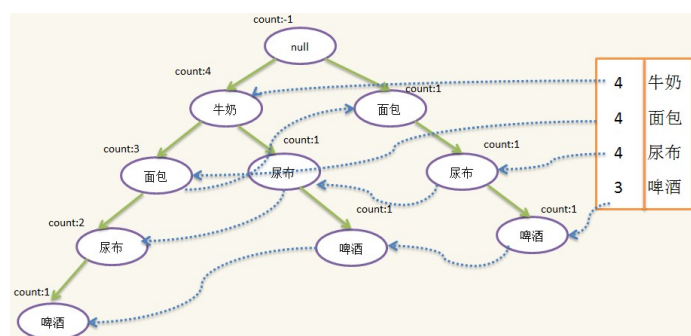 count:-1
null
count:4
牛奶
count:1
面包
4 牛奶
4 面包
4 尿布
3 啤酒
count:3
面包
count:1
尿布
count:1
尿布
count:2
尿布
count:1
啤酒
count:1
啤酒
count:1
啤酒